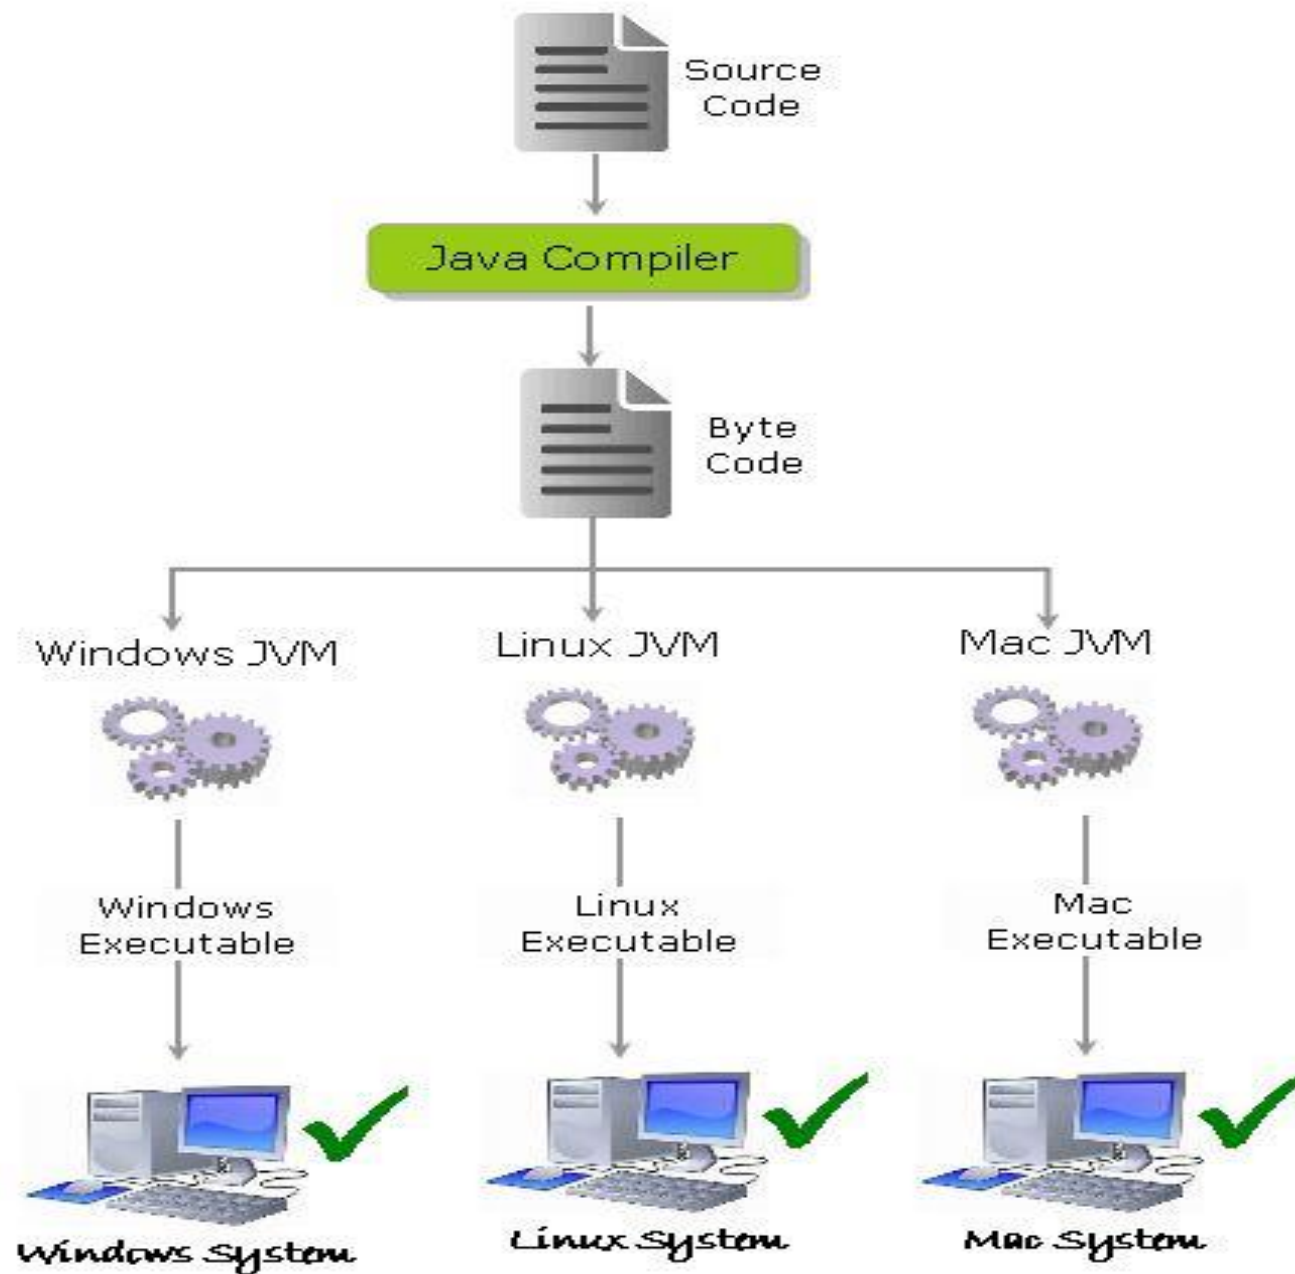 Source
Code
Java Compiler
Byte
Code
Windows JVM
Linux JVM
Mac JVM
Windows
Executable
Linux
Executable
Mac
Executable
Windows System
Linux System
Mac System